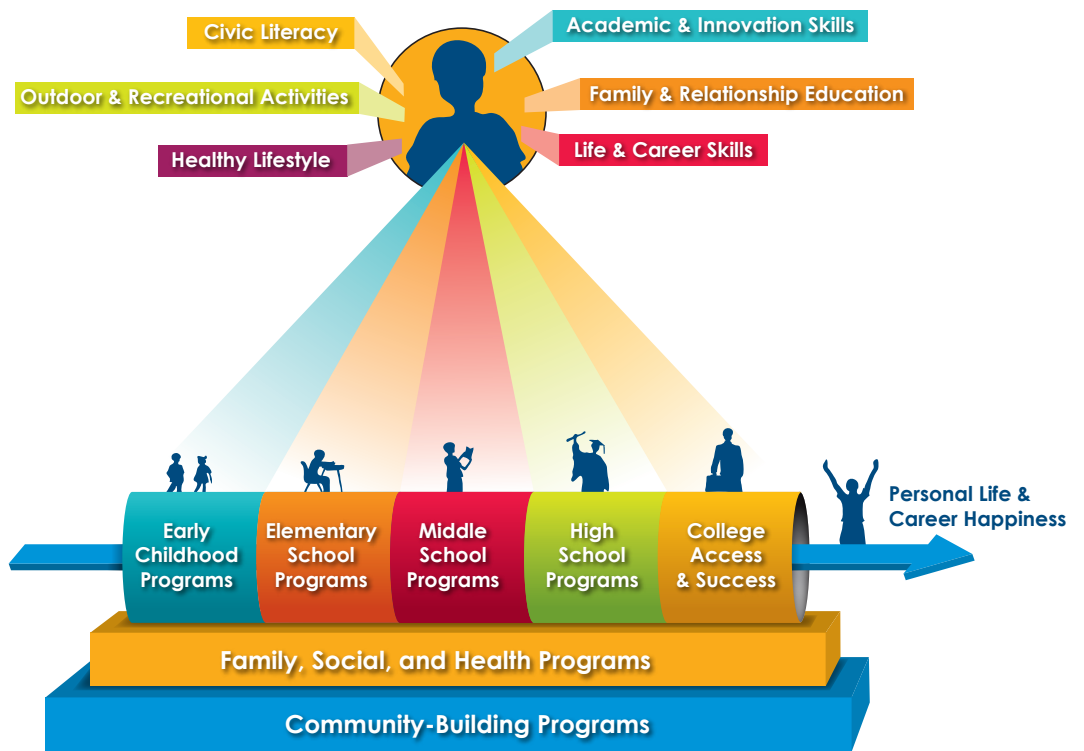 Civic Literacy
Academic & Innovation Skills
Outdoor & Recreational Activities
Family & Relationship Education
Healthy Lifestyle
Life & Career Skills
Early
Childhood
Programs
Elementary
School
Programs
Middle
School
Programs
High
School
Programs
College
Access
& Success
Personal Life &
Career Happiness
Family, Social, and Health Programs
Community-Building Programs